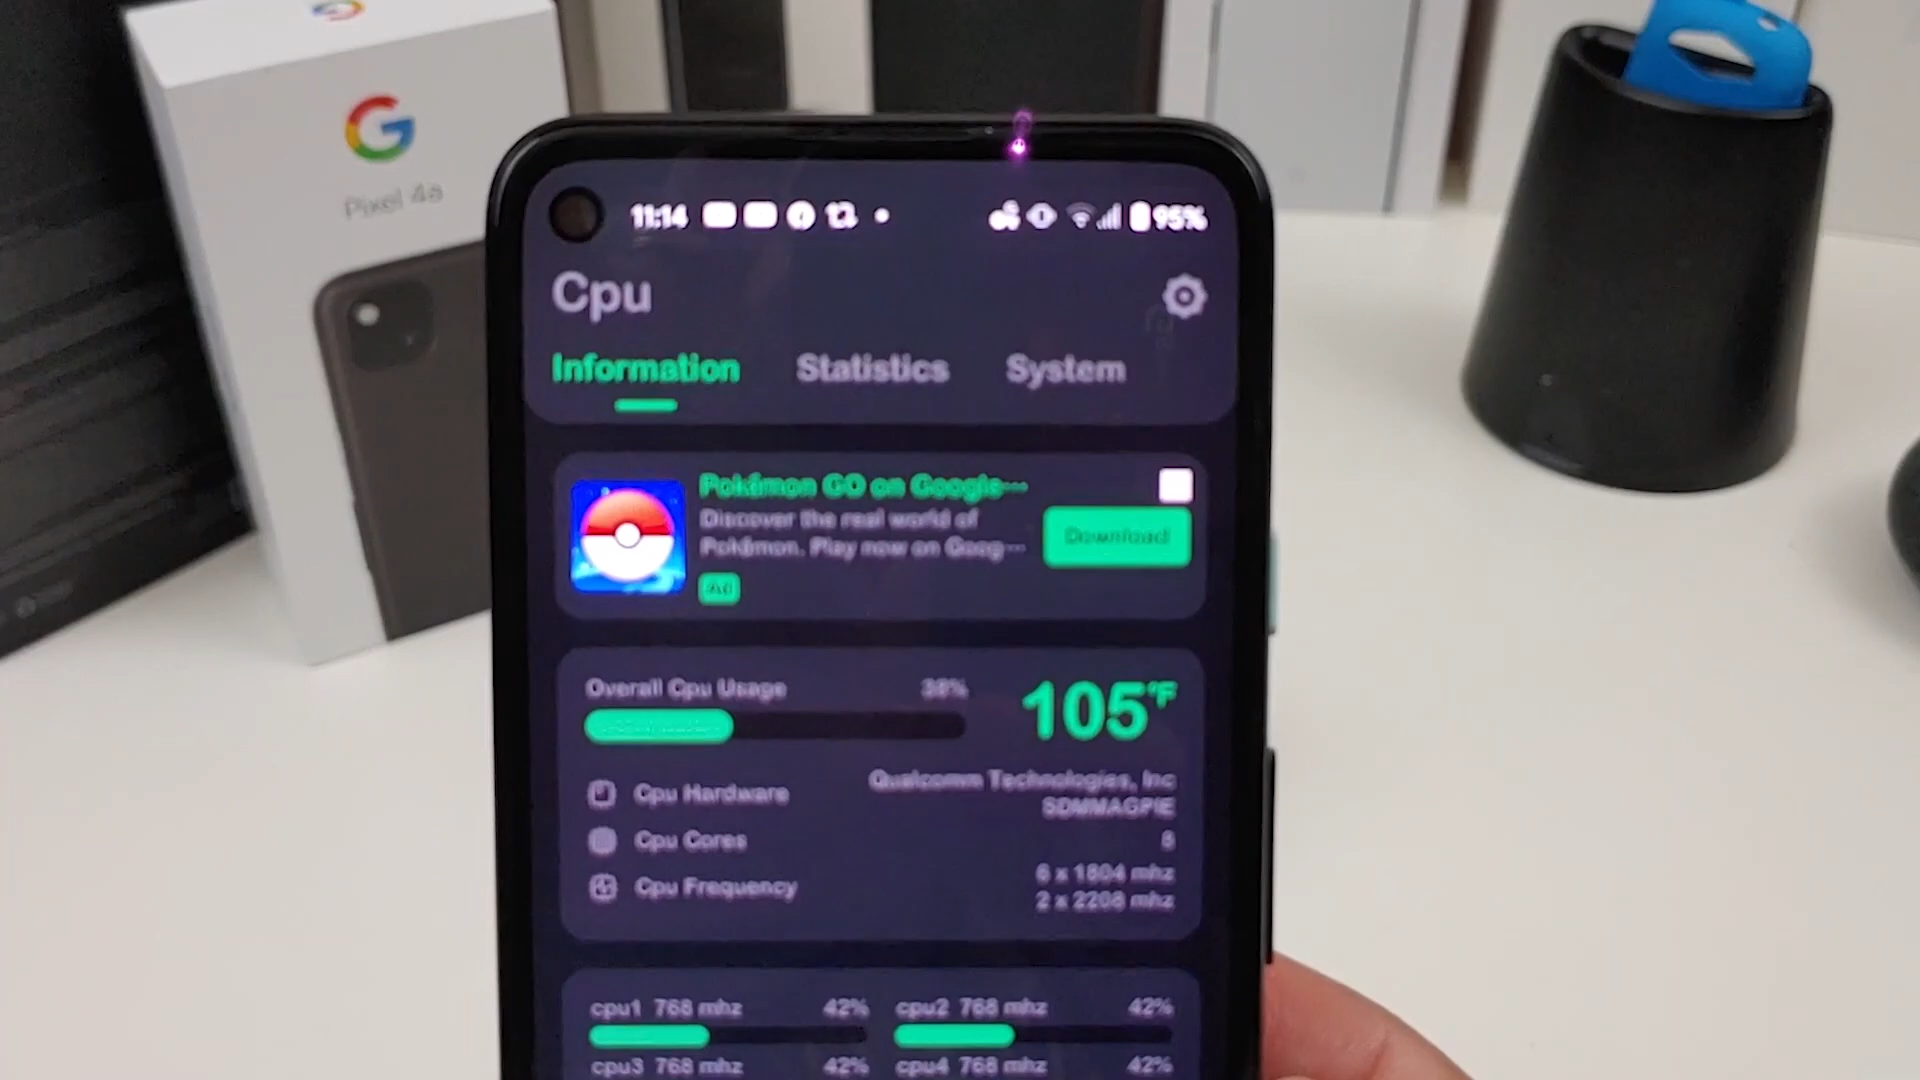 G
Pixel 4a
11:14
95%
Cpu
Information Statistics System
Pokémon GO on Google...
Discover the real world of
Pokémon. Play now on Goog...
Download
Ad
Overall Cpu Usage 38%
105°F
Cpu Hardware Qualcomm Technologies, Inc
SDMMAGPIE
Cpu Cores 8
Cpu Frequency 6 x 1804 mhz
2 x 2208 mhz
cpu1 768 mhz 42% cpu2 768 mhz 42%
cpu3 768 mhz 42% cpu4 768 mhz 42%